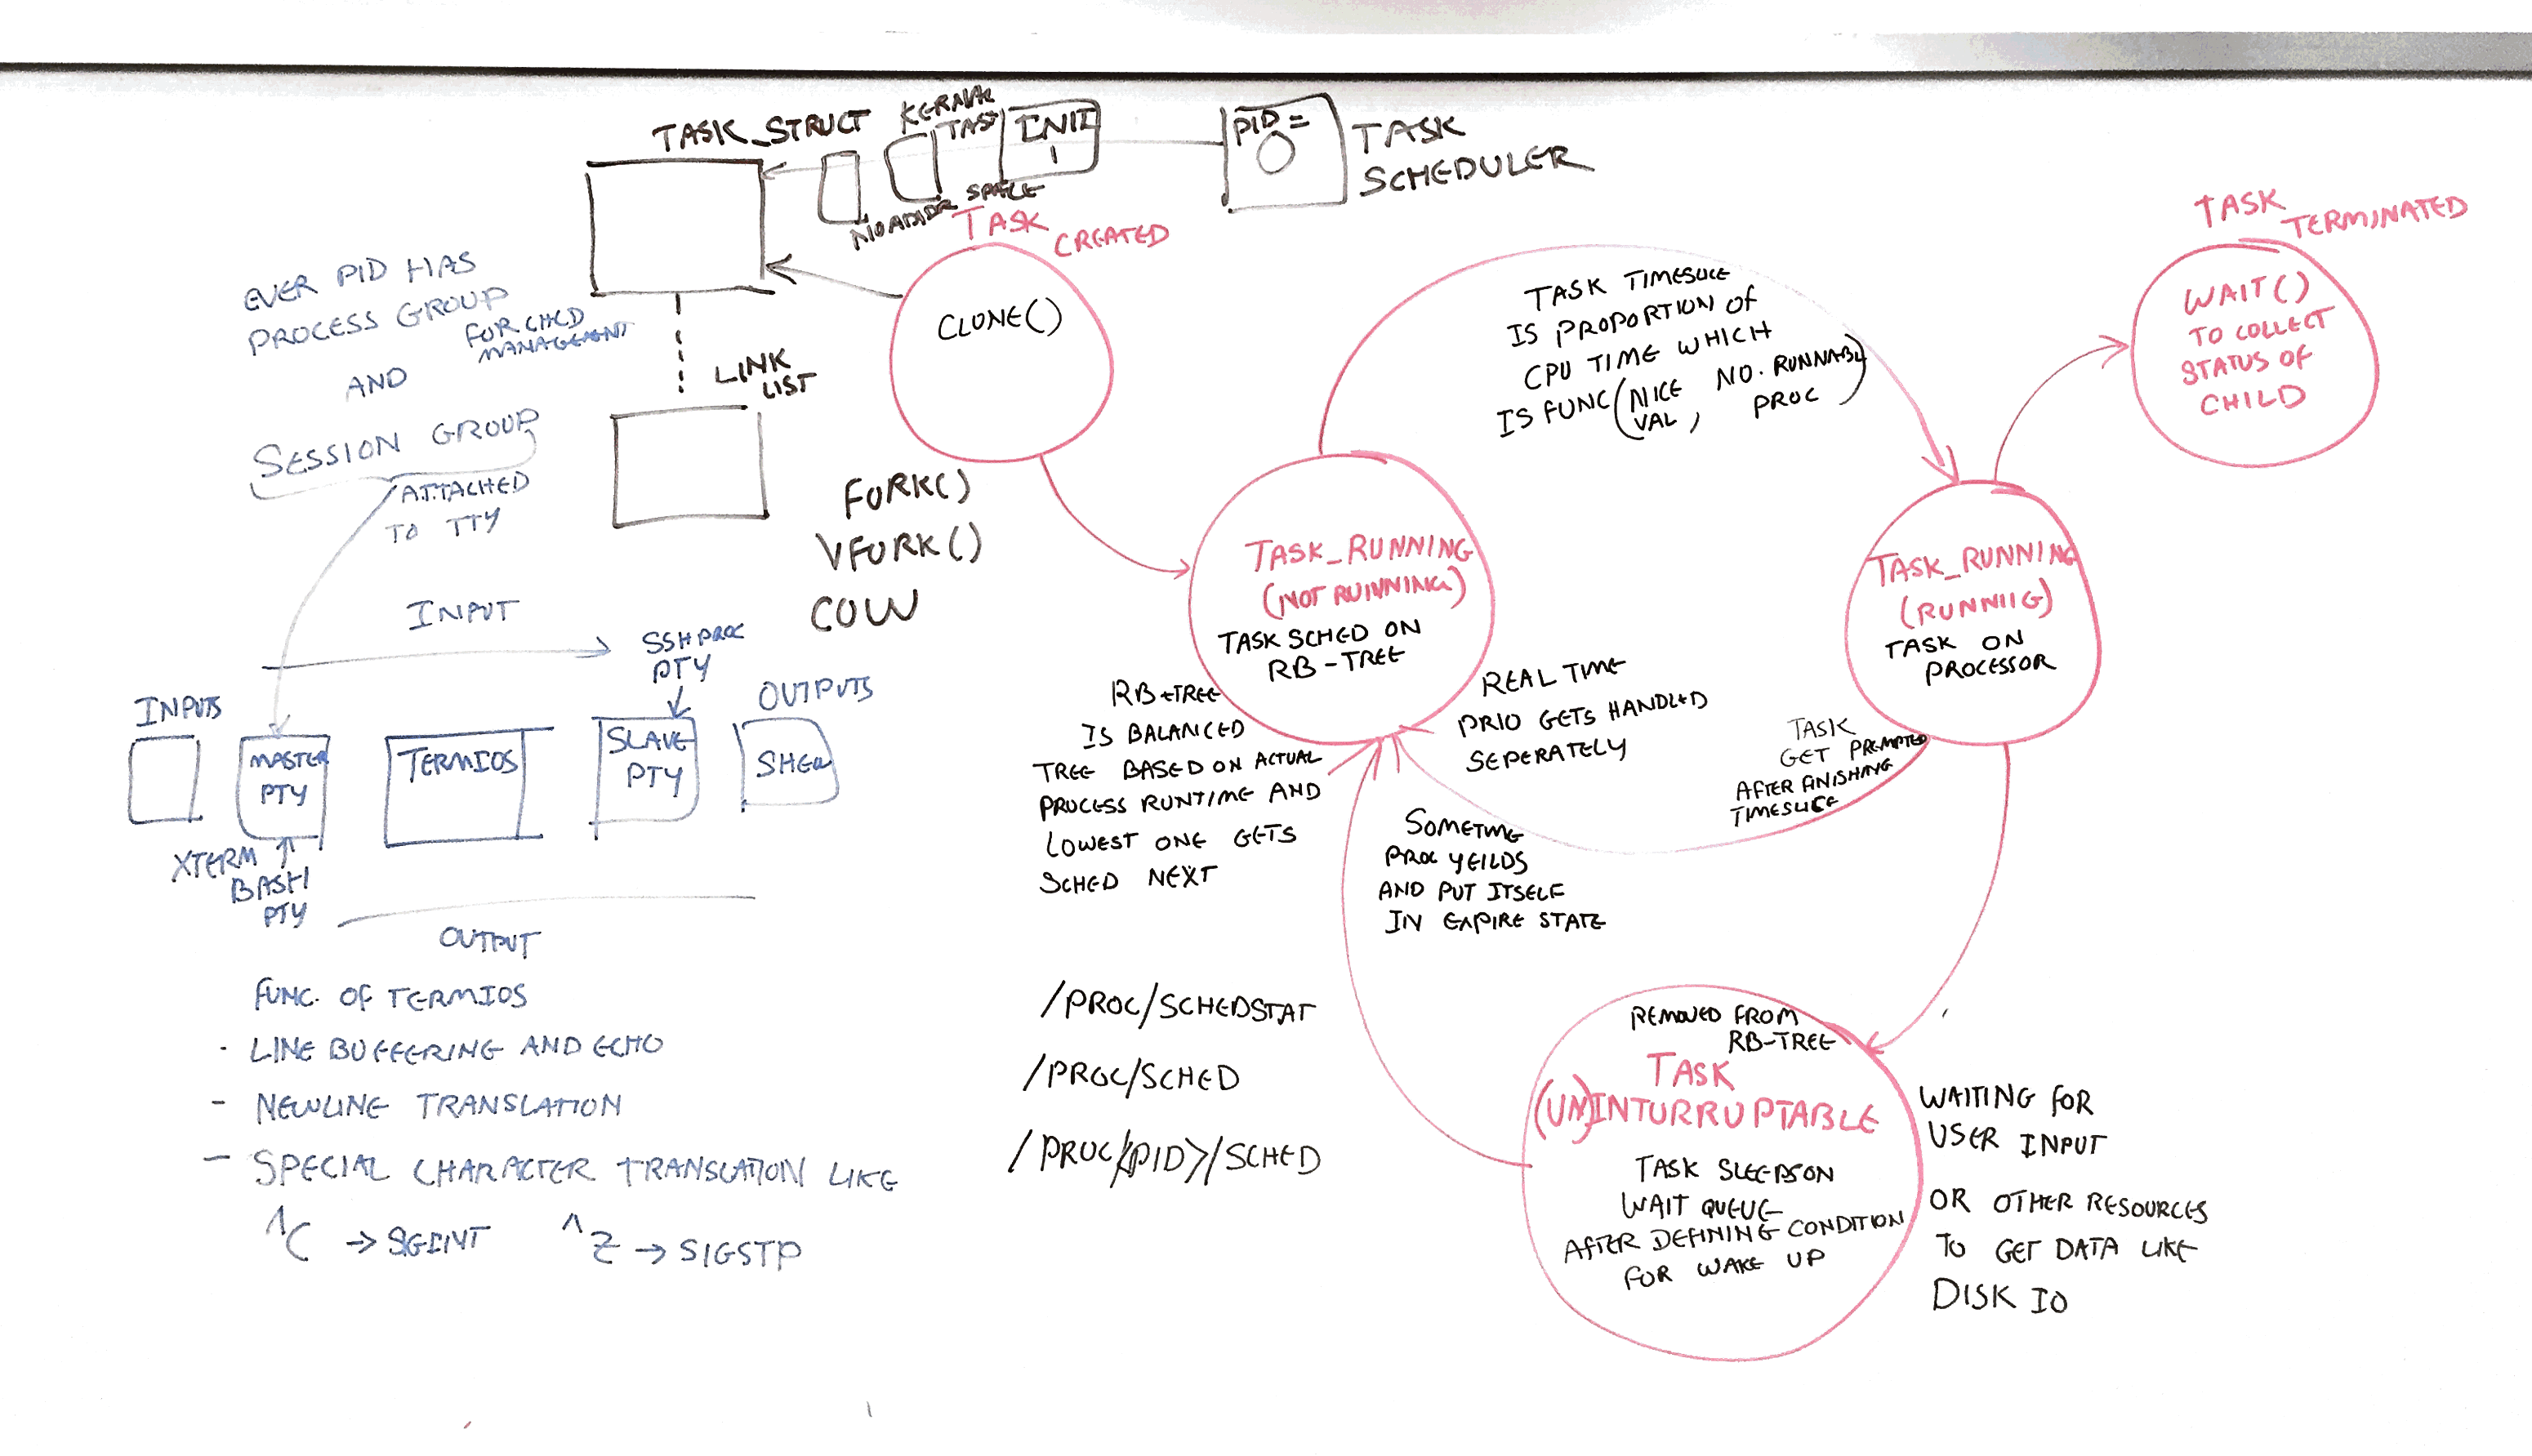 TASK_STRUCT
KERNAL
TAS
INIT
1
PID =
O
TASK
SCHEDULER
NO ADDR SPACE
TASK
CREATED
CLONE()
LINK
LIST
FORK()
VFORK()
COW
EVER PID HAS
PROCESS GROUP
FOR CHLD
MANAGEMENT
AND
SESSION GROUP
ATTACHED
TO TTY
INPUT
SSH PROC
PTY
INPUTS
OUTPUTS
MASTER
PTY
TERMIOS
SLAVE
PTY
SHELL
XTERM
BASH
PTY
OUTPUT
FUNC. OF TERMIOS
· LINE BUFFERING AND ECHO
- NEWLINE TRANSLATION
- SPECIAL CHARACTER TRANSLATION LIKE
^C → SGINT ^Z → SIGSTP
TASK TIMESLICE
IS PROPORTION OF
CPU TIME WHICH
IS FUNC (NICE VAL, NO. RUNNABL PROC)
TASK
TERMINATED
WAIT()
TO COLLECT
STATUS OF
CHILD
TASK_RUNNING
(NOT RUNNING)
TASK SCHED ON
RB-TREE
TASK_RUNNING
(RUNNIIG)
TASK ON
PROCESSOR
RB-TREE
IS BALANCED
TREE BASED ON ACTUAL
PROCESS RUNTIME AND
LOWEST ONE GETS
SCHED NEXT
REAL TIME
PRIO GETS HANDLED
SEPERATELY
TASK
GET PREMPTED
AFTER FINISHING
TIMESLICE
SOMETIME
PROC YEILDS
AND PUT ITSELF
IN EXPIRE STATE
/PROC/SCHEDSTAT
/PROC/SCHED
/PROC/<PID>/SCHED
REMOVED FROM
RB-TREE
TASK
(UN)INTURRUPTABLE
TASK SLEEPS ON
WAIT QUEUE
AFTER DEFINING CONDITION
FOR WAKE UP
WAITING FOR
USER INPUT
OR OTHER RESOURCES
TO GET DATA LIKE
DISK IO